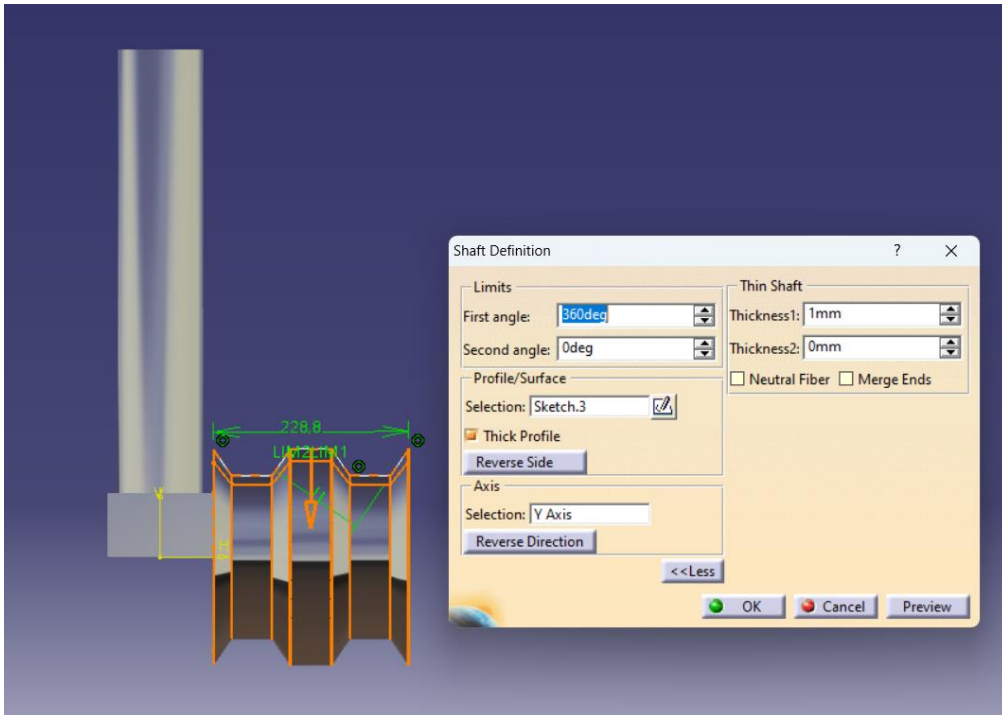 Shaft Definition ? X
Limits
First angle: 360deg
Second angle: 0deg
Profile/Surface
Selection: Sketch.3
Thick Profile
Reverse Side
Axis
Selection: Y Axis
Reverse Direction
Thin Shaft
Thickness1: 1mm
Thickness2: 0mm
Neutral Fiber Merge Ends
<<Less
OK Cancel Preview
228,8
LIM2LIM1
V
H